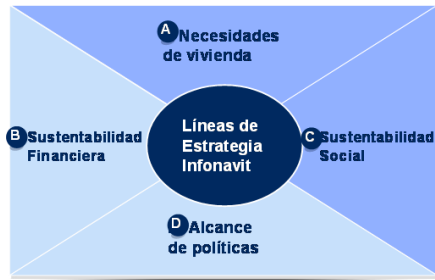 A Necesidades
de vivienda
B Sustentabilidad
Financiera
Líneas de
Estrategia
Infonavit
C Sustentabilidad
Social
D Alcance
de políticas